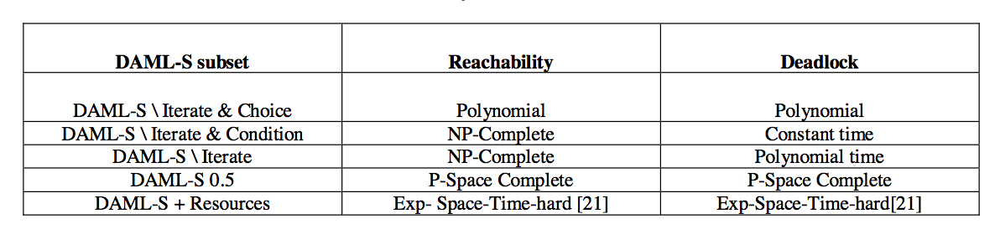 DAML-S subset Reachability Deadlock
DAML-S \ Iterate & Choice Polynomial Polynomial
DAML-S \ Iterate & Condition NP-Complete Constant time
DAML-S \ Iterate NP-Complete Polynomial time
DAML-S 0.5 P-Space Complete P-Space Complete
DAML-S + Resources Exp- Space-Time-hard [21] Exp-Space-Time-hard[21]